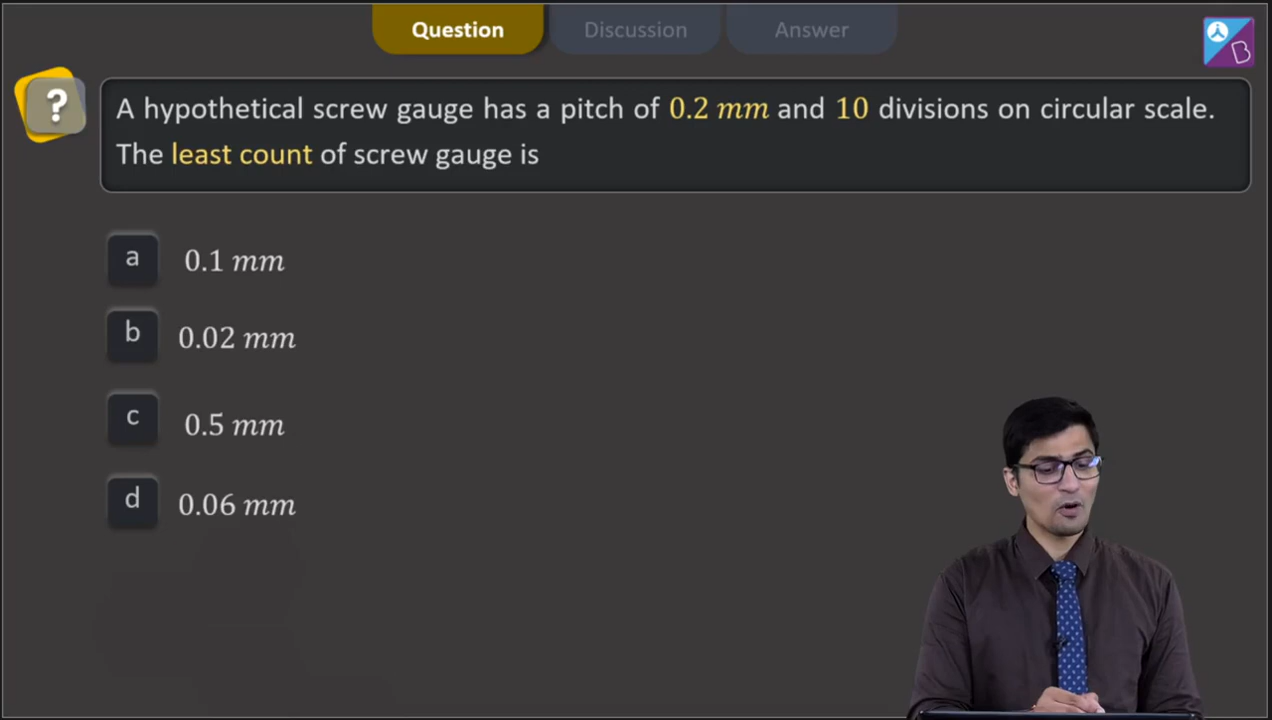 Question
Discussion
Answer
B
?
A hypothetical screw gauge has a pitch of 0.2 mm and 10 divisions on circular scale.
The least count of screw gauge is
a 0.1 mm
b 0.02 mm
c 0.5 mm
d 0.06 mm